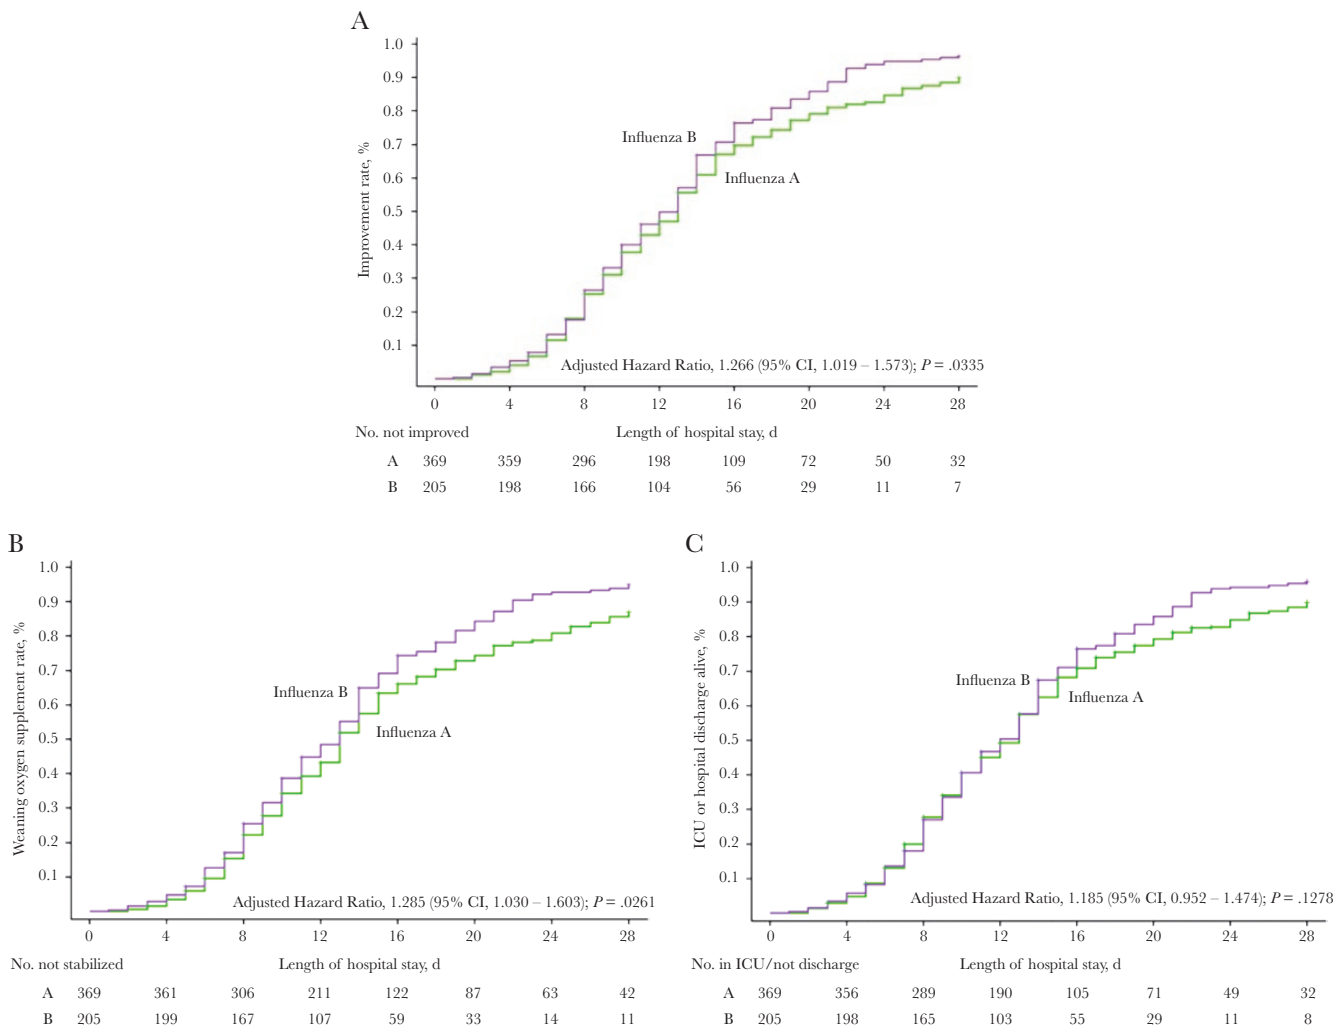 A
1.0
0.9
0.8
0.7
0.6
0.5
0.4
0.3
0.2
0.1
Improvement rate, %
Influenza B
Influenza A
Adjusted Hazard Ratio, 1.266 (95% CI, 1.019 – 1.573); P = .0335
0 4 8 12 16 20 24 28
No. not improved Length of hospital stay, d
A 369 359 296 198 109 72 50 32
B 205 198 166 104 56 29 11 7
B
1.0
0.9
0.8
0.7
0.6
0.5
0.4
0.3
0.2
0.1
Weaning oxygen supplement rate, %
Influenza B
Influenza A
Adjusted Hazard Ratio, 1.285 (95% CI, 1.030 – 1.603); P = .0261
0 4 8 12 16 20 24 28
No. not stabilized Length of hospital stay, d
A 369 361 306 211 122 87 63 42
B 205 199 167 107 59 33 14 11
C
1.0
0.9
0.8
0.7
0.6
0.5
0.4
0.3
0.2
0.1
ICU or hospital discharge alive, %
Influenza B
Influenza A
Adjusted Hazard Ratio, 1.185 (95% CI, 0.952 – 1.474); P = .1278
0 4 8 12 16 20 24 28
No. in ICU/not discharge Length of hospital stay, d
A 369 356 289 190 105 71 49 32
B 205 198 165 103 55 29 11 8